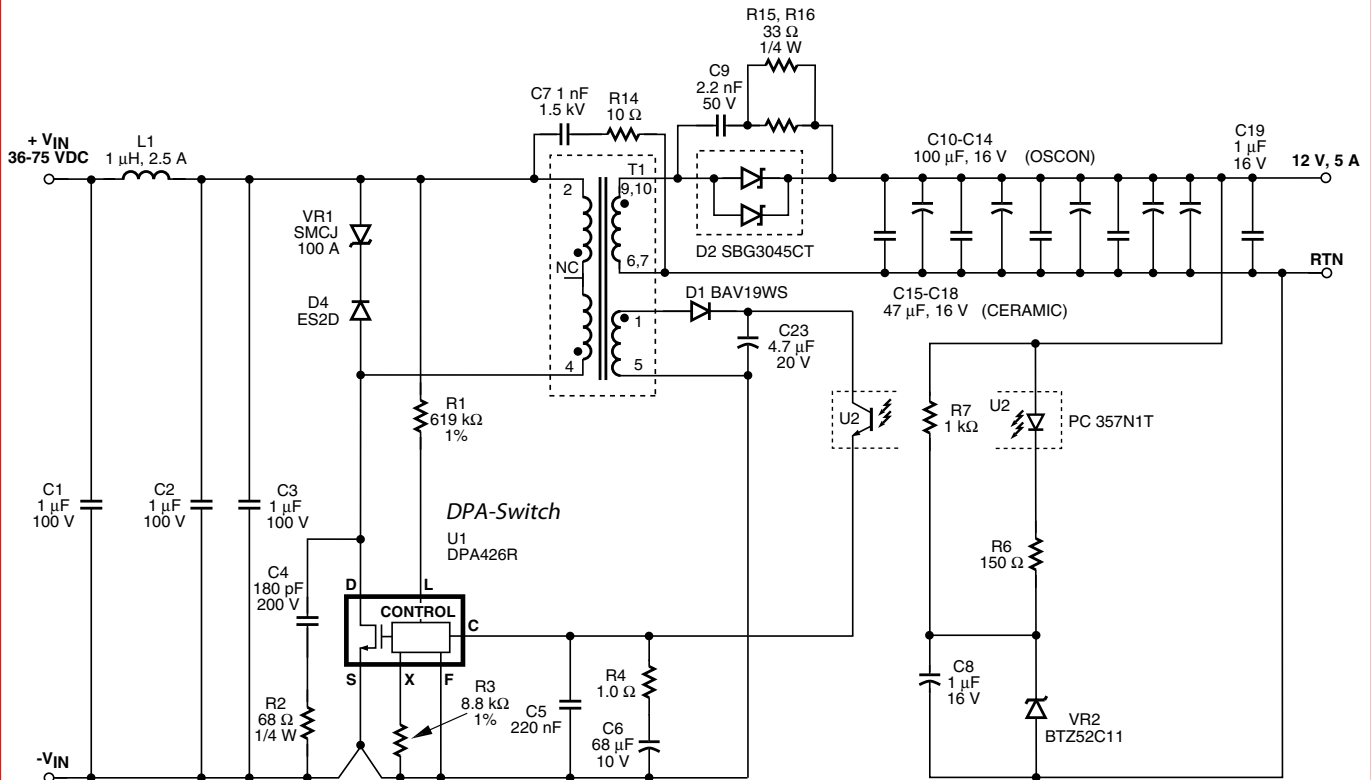 R15, R16
33 Ω
1/4 W
C9
2.2 nF
50 V
C7 1 nF
1.5 kV
R14
10 Ω
+ VIN
36-75 VDC
L1
1 μH, 2.5 A
C10-C14
100 μF, 16 V (OSCON)
C19
1 μF
16 V
12 V, 5 A
T1
2
9,10
VR1
SMCJ
100 A
D2 SBG3045CT
NC
6,7
RTN
D4
ES2D
D1 BAV19WS
C15-C18
47 μF, 16 V (CERAMIC)
1
C23
4.7 μF
20 V
4
5
R1
619 kΩ
1%
U2
R7
1 kΩ
U2
PC 357N1T
C1
1 μF
100 V
C2
1 μF
100 V
C3
1 μF
100 V
DPA-Switch
U1
DPA426R
R6
150 Ω
C4
180 pF
200 V
D
L
CONTROL
C
S
X
F
R3
8.8 kΩ
1%
R4
1.0 Ω
C8
1 μF
16 V
R2
68 Ω
1/4 W
C5
220 nF
C6
68 μF
10 V
VR2
BTZ52C11
-VIN